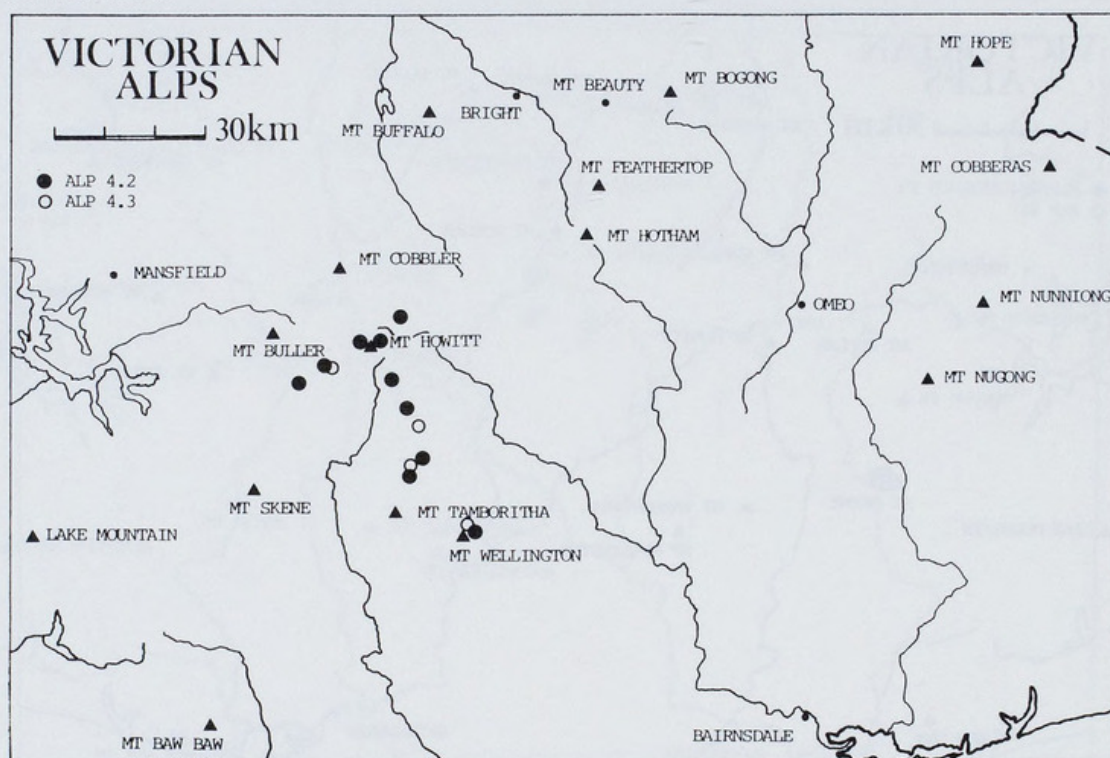 VICTORIAN
ALPS
30km
ALP 4.2
ALP 4.3
MT HOPE
MT BEAUTY
MT BOGONG
BRIGHT
MT BUFFALO
MT FEATHERTOP
MT COBBERAS
MT HOTHAM
MT COBBLER
MANSFIELD
MT NUNNIONG
OMEO
MT HOWITT
MT BULLER
MT NUGONG
MT SKENE
MT TAMBORITHA
LAKE MOUNTAIN
MT WELLINGTON
BAIRNSDALE
MT BAW BAW